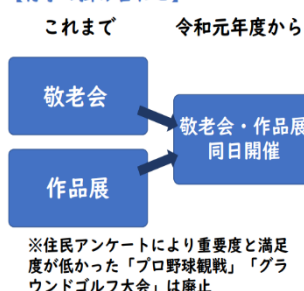 これまで
令和元年度から
敬老会
作品展
敬老会・作品展
同日開催
※住民アンケートにより重要度と満足
度が低かった「プロ野球観戦」「グラ
ウンドゴルフ大会」は廃止